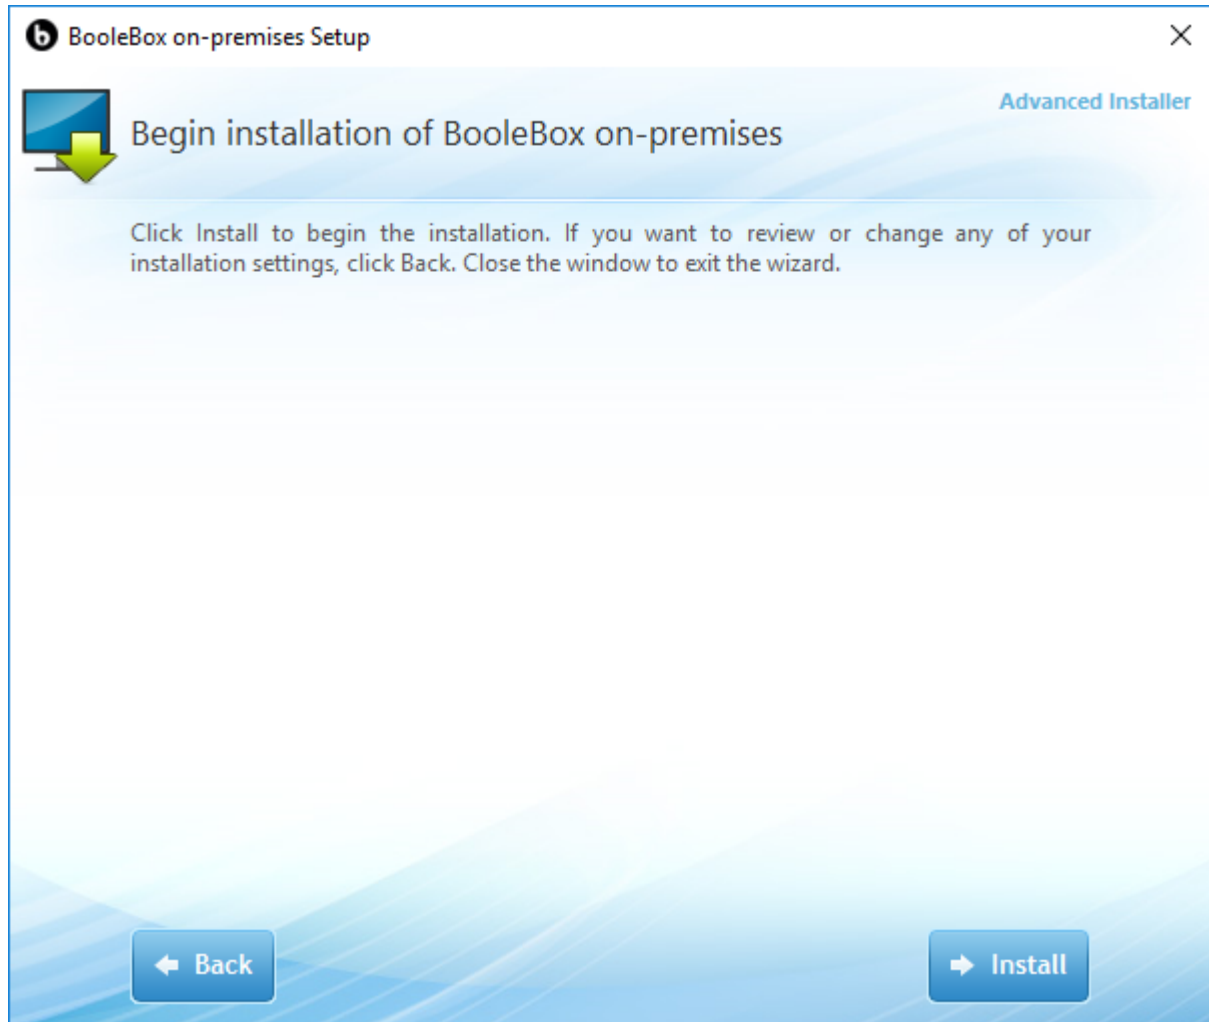 BooleBox on-premises Setup
Advanced Installer
Begin installation of BooleBox on-premises
Click Install to begin the installation. If you want to review or change any of your
installation settings, click Back. Close the window to exit the wizard.
Back
Install